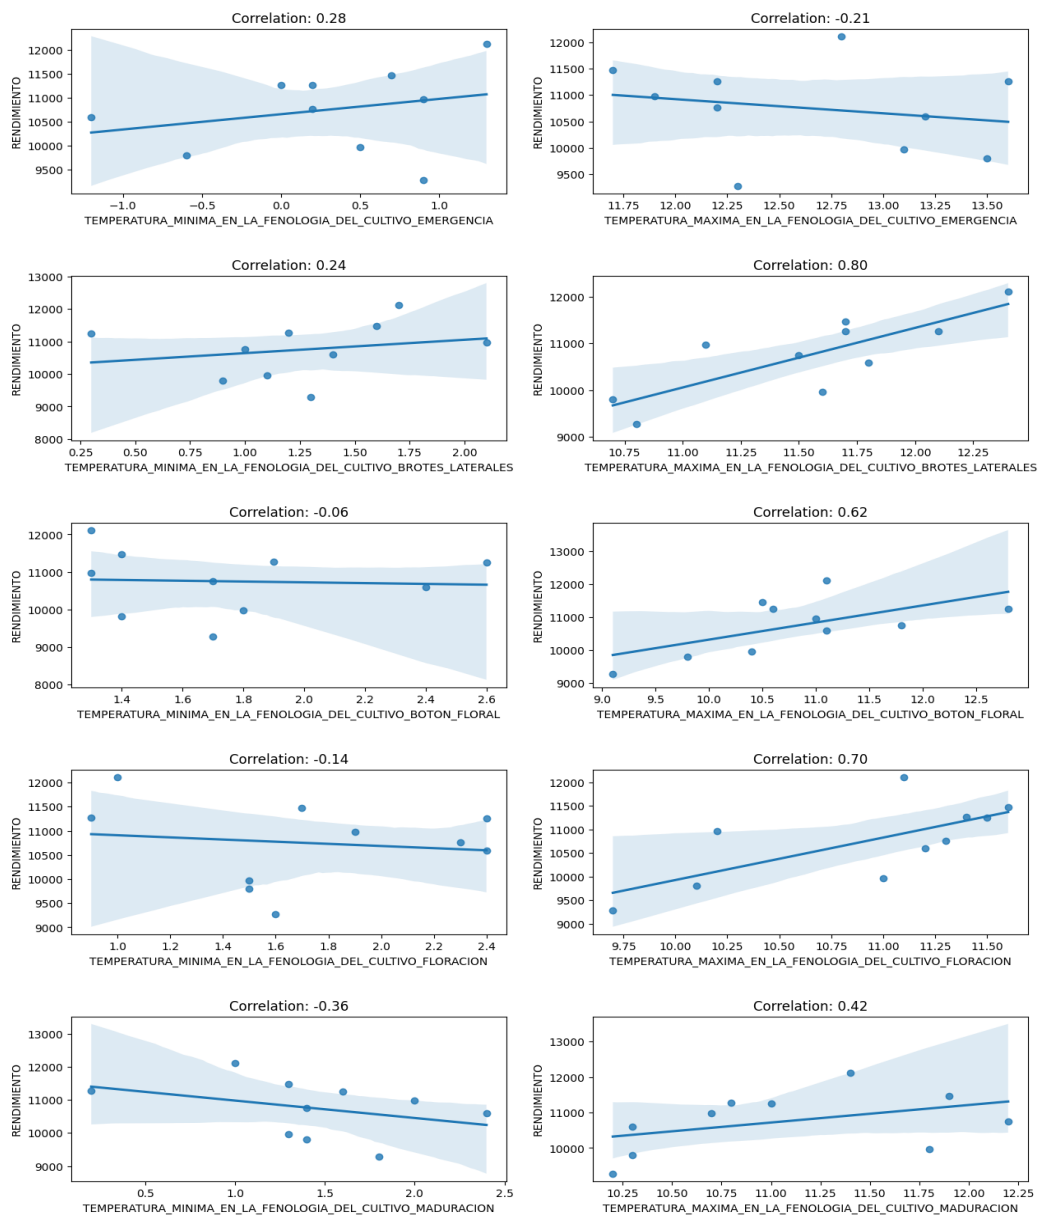 Correlation: 0.28
RENDIMIENTO
12000
11500
11000
10500
10000
9500
−1.0 −0.5 0.0 0.5 1.0
TEMPERATURA_MINIMA_EN_LA_FENOLOGIA_DEL_CULTIVO_EMERGENCIA
Correlation: -0.21
RENDIMIENTO
12000
11500
11000
10500
10000
9500
11.75 12.00 12.25 12.50 12.75 13.00 13.25 13.50
TEMPERATURA_MAXIMA_EN_LA_FENOLOGIA_DEL_CULTIVO_EMERGENCIA
Correlation: 0.24
RENDIMIENTO
13000
12000
11000
10000
9000
8000
0.25 0.50 0.75 1.00 1.25 1.50 1.75 2.00
TEMPERATURA_MINIMA_EN_LA_FENOLOGIA_DEL_CULTIVO_BROTES_LATERALES
Correlation: 0.80
RENDIMIENTO
12000
11000
10000
9000
10.75 11.00 11.25 11.50 11.75 12.00 12.25
TEMPERATURA_MAXIMA_EN_LA_FENOLOGIA_DEL_CULTIVO_BROTES_LATERALES
Correlation: -0.06
RENDIMIENTO
12000
11000
10000
9000
8000
1.4 1.6 1.8 2.0 2.2 2.4 2.6
TEMPERATURA_MINIMA_EN_LA_FENOLOGIA_DEL_CULTIVO_BOTON_FLORAL
Correlation: 0.62
RENDIMIENTO
13000
12000
11000
10000
9000
9.0 9.5 10.0 10.5 11.0 11.5 12.0 12.5
TEMPERATURA_MAXIMA_EN_LA_FENOLOGIA_DEL_CULTIVO_BOTON_FLORAL
Correlation: -0.14
RENDIMIENTO
12000
11500
11000
10500
10000
9500
9000
1.0 1.2 1.4 1.6 1.8 2.0 2.2 2.4
TEMPERATURA_MINIMA_EN_LA_FENOLOGIA_DEL_CULTIVO_FLORACION
Correlation: 0.70
RENDIMIENTO
12000
11500
11000
10500
10000
9500
9000
9.75 10.00 10.25 10.50 10.75 11.00 11.25 11.50
TEMPERATURA_MAXIMA_EN_LA_FENOLOGIA_DEL_CULTIVO_FLORACION
Correlation: -0.36
RENDIMIENTO
13000
12000
11000
10000
9000
0.5 1.0 1.5 2.0 2.5
TEMPERATURA_MINIMA_EN_LA_FENOLOGIA_DEL_CULTIVO_MADURACION
Correlation: 0.42
RENDIMIENTO
13000
12000
11000
10000
10.25 10.50 10.75 11.00 11.25 11.50 11.75 12.00 12.25
TEMPERATURA_MAXIMA_EN_LA_FENOLOGIA_DEL_CULTIVO_MADURACION